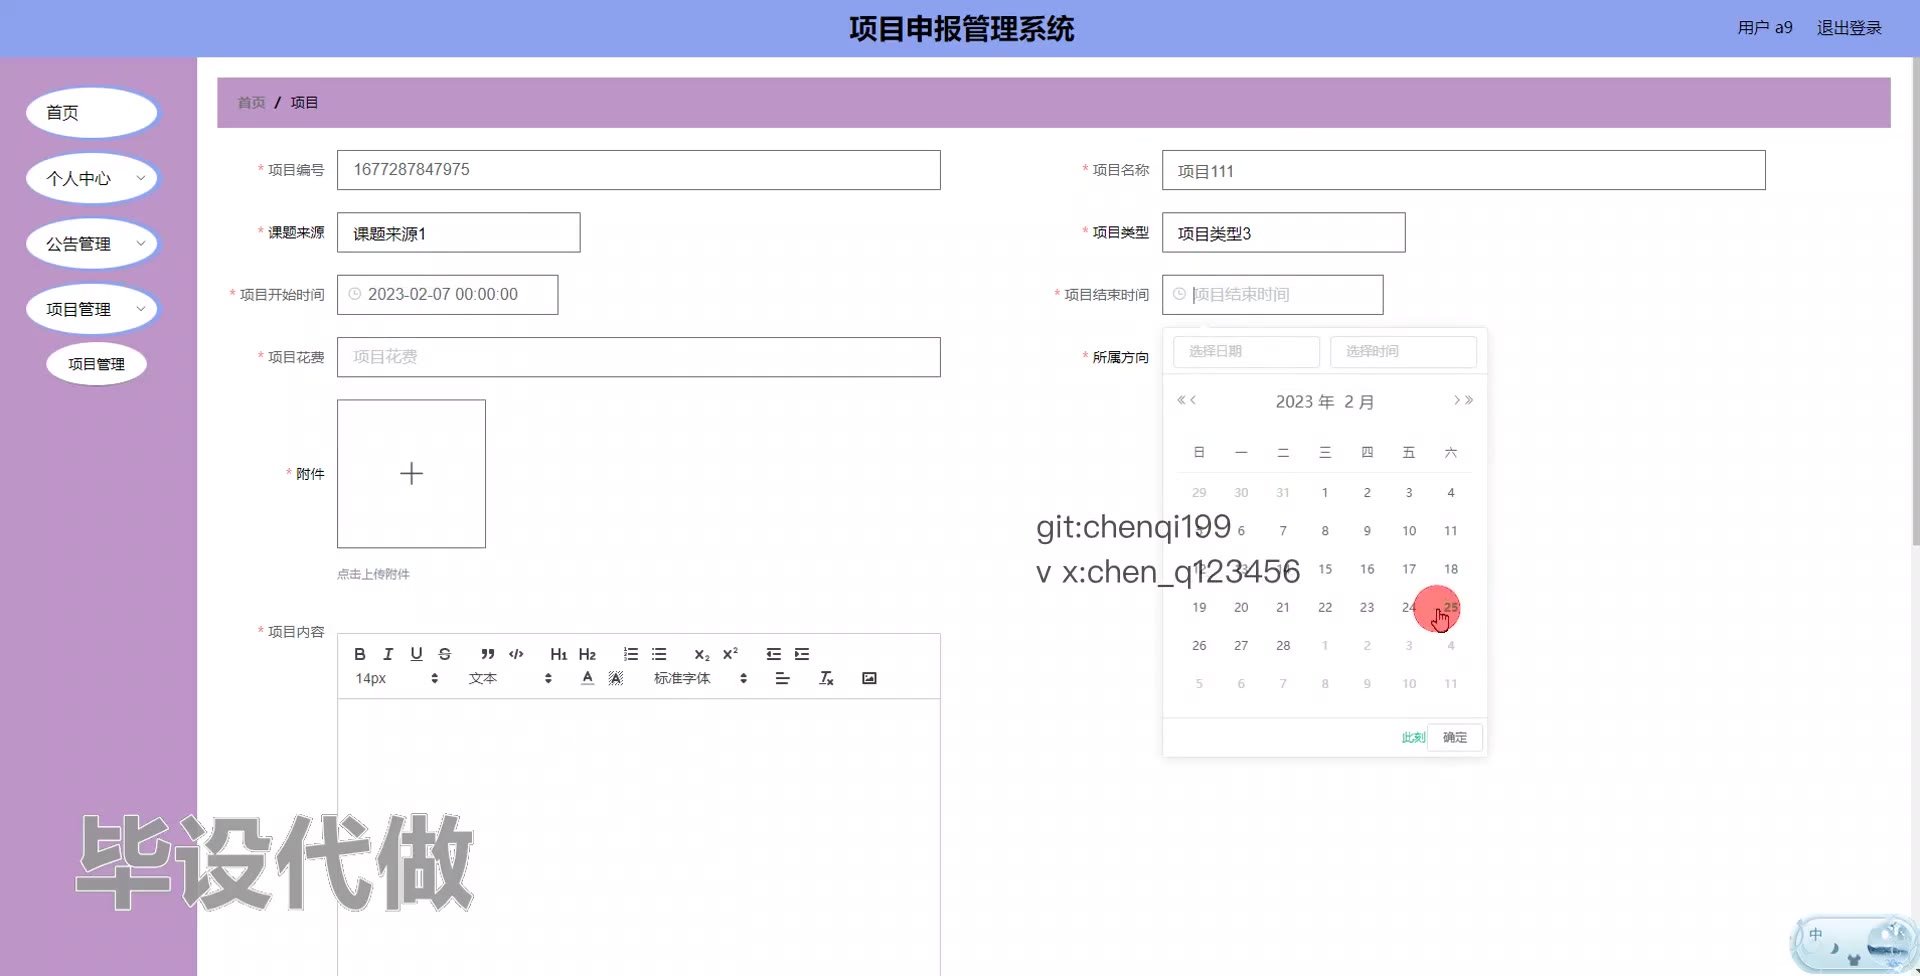 项目申报管理系统
用户 a9
退出登录
首页
个人中心
公告管理
项目管理
项目管理
首页 / 项目
* 项目编号
1677287847975
* 项目名称
项目111
* 课题来源
课题来源1
* 项目类型
项目类型3
* 项目开始时间
2023-02-07 00:00:00
* 项目结束时间
项目结束时间
* 项目花费
项目花费
* 所属方向
选择日期
选择时间
2023 年 2 月
日 一 二 三 四 五 六
29 30 31 1 2 3 4
6 7 8 9 10 11
15 16 17 18
19 20 21 22 23 24 25
26 27 28 1 2 3 4
5 6 7 8 9 10 11
此刻
确定
* 附件
点击上传附件
git:chenqi199
v x:chen_q123456
* 项目内容
B I U S ” </> H1 H2 x₂ x²
14px
文本
A A
标准字体
Tx
毕设代做
中